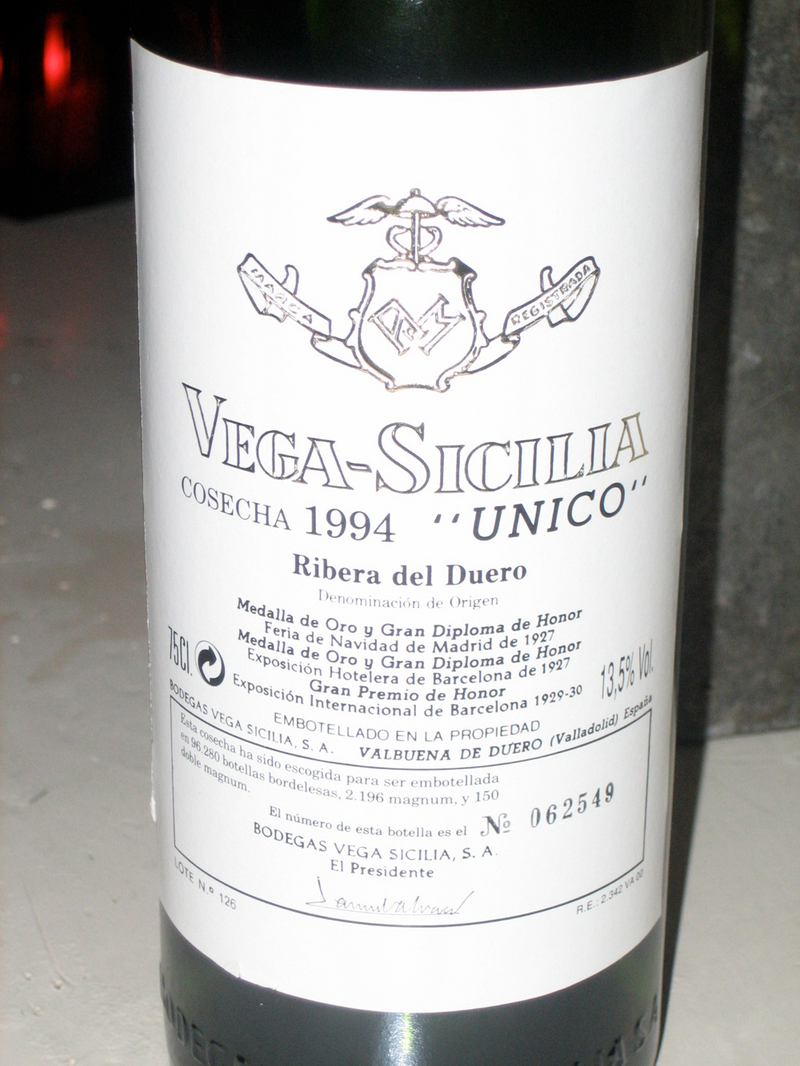 MARCA
REGISTRADA
VEGA-SICILIA
COSECHA 1994 "UNICO"
Ribera del Duero
Denominación de Origen
Medalla de Oro y Gran Diploma de Honor
Feria de Navidad de Madrid de 1927
Medalla de Oro y Gran Diploma de Honor
Exposición Hotelera de Barcelona de 1927
Gran Premio de Honor
Exposición Internacional de Barcelona 1929-30
75Cl.
13,5% Vol.
EMBOTELLADO EN LA PROPIEDAD
BODEGAS VEGA SICILIA, S. A. VALBUENA DE DUERO (Valladolid) España
Esta cosecha ha sido escogida para ser embotellada
en 96.280 botellas bordelesas, 2.196 magnum, y 150
doble magnum.
El número de esta botella es el Nº 062549
BODEGAS VEGA SICILIA, S. A.
El Presidente
LOTE N.º 126
R.E.: 2.342 VA 00